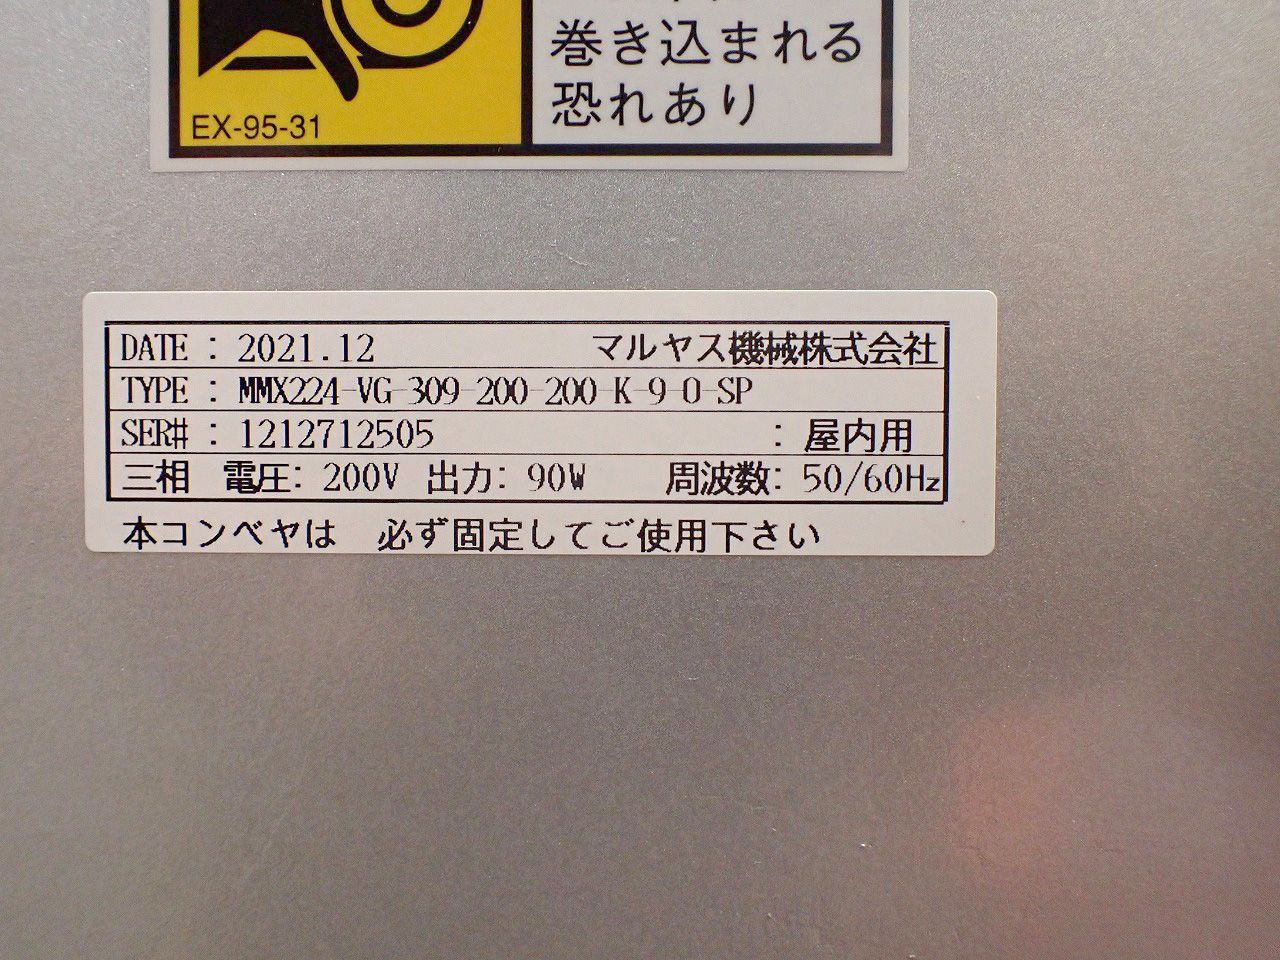 巻き込まれる
恐れあり
EX-95-31
DATE : 2021.12 マルヤス機械株式会社
TYPE : MMX224-VG-309-200-200-K-9 0-SP
SER# : 1212712505 : 屋内用
三相 電圧: 200V 出力: 90W 周波数: 50/60Hz
本コンベヤは 必ず固定してご使用下さい